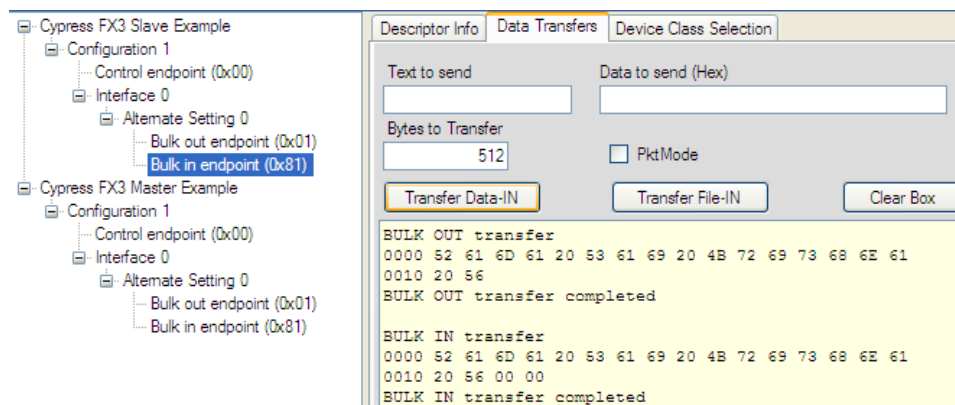 Cypress FX3 Slave Example
Configuration 1
Control endpoint (0x00)
Interface 0
Alternate Setting 0
Bulk out endpoint (0x01)
Bulk in endpoint (0x81)
Cypress FX3 Master Example
Configuration 1
Control endpoint (0x00)
Interface 0
Alternate Setting 0
Bulk out endpoint (0x01)
Bulk in endpoint (0x81)
Descriptor Info Data Transfers Device Class Selection
Text to send Data to send (Hex)
Bytes to Transfer
512 PktMode
Transfer Data-IN Transfer File-IN Clear Box
BULK OUT transfer
0000 52 61 6D 61 20 53 61 69 20 4B 72 69 73 68 6E 61
0010 20 56
BULK OUT transfer completed
BULK IN transfer
0000 52 61 6D 61 20 53 61 69 20 4B 72 69 73 68 6E 61
0010 20 56 00 00
BULK IN transfer completed